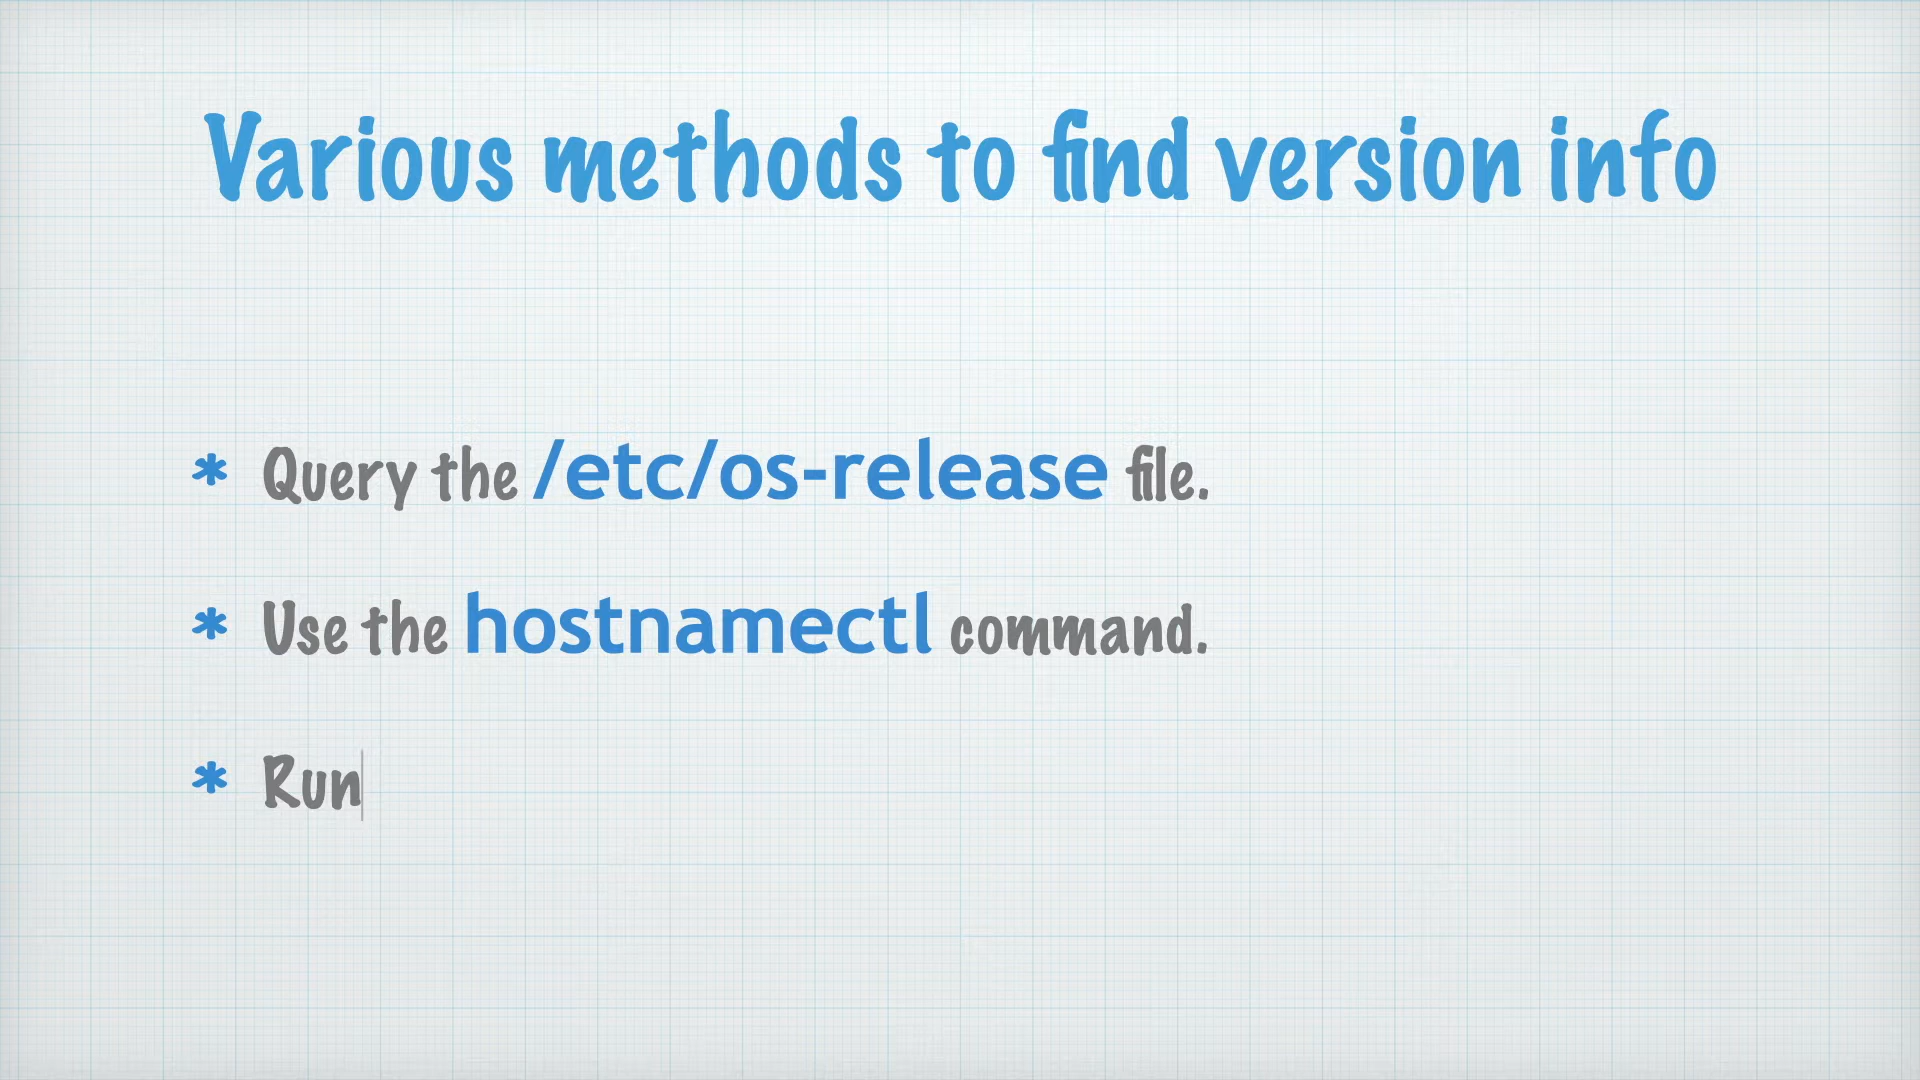 Various methods to find version info
* Query the /etc/os-release file.
* Use the hostnamectl command.
* Run